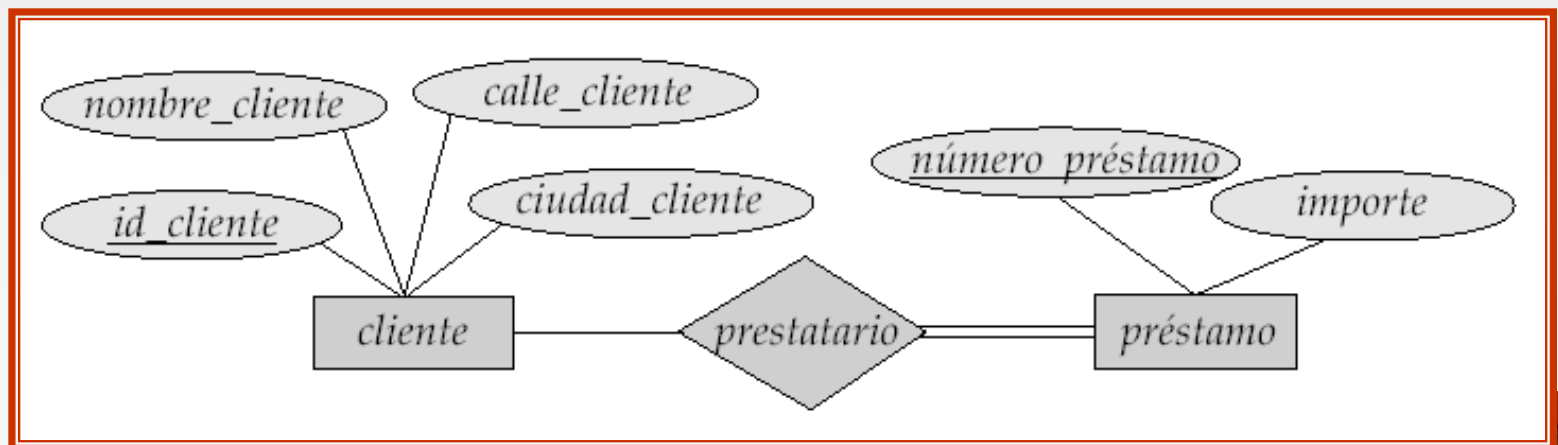 nombre_cliente
calle_cliente
id_cliente
ciudad_cliente
número_préstamo
importe
cliente
prestatario
préstamo